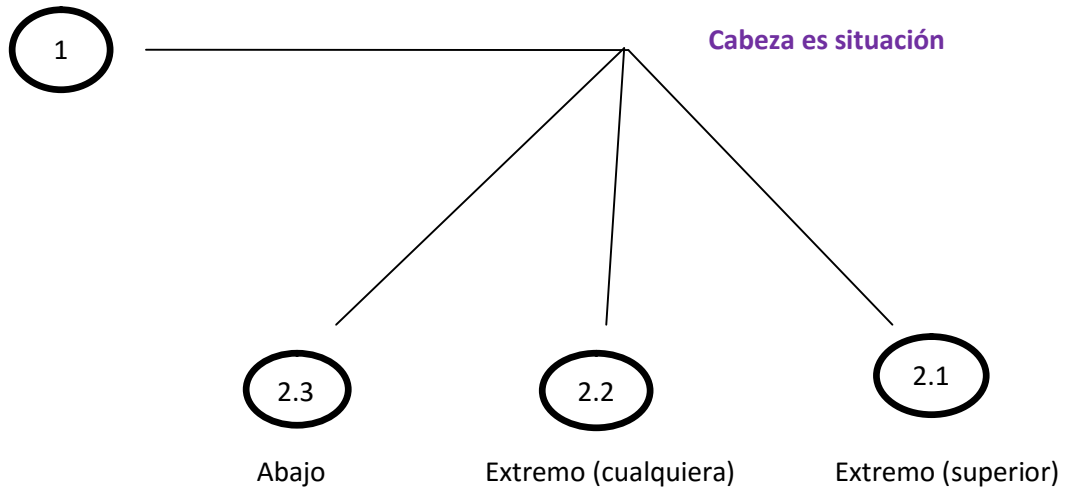 1
Cabeza es situación
2.3
2.2
2.1
Abajo
Extremo (cualquiera)
Extremo (superior)